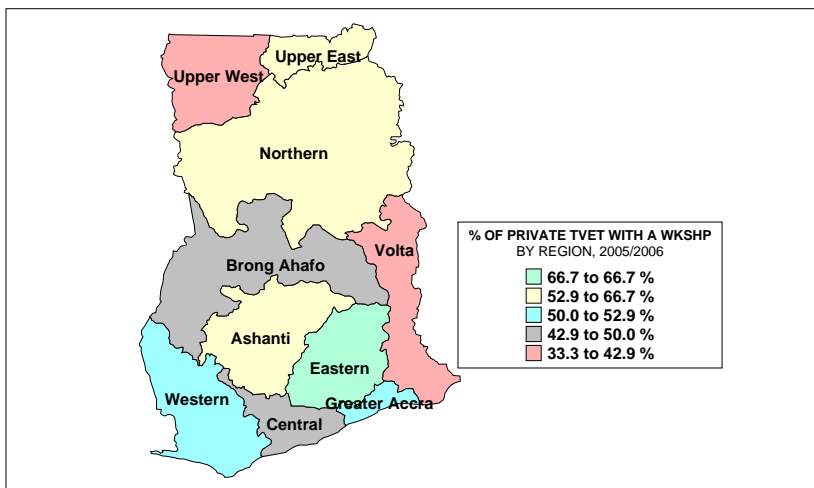 Upper East
Upper West
Northern
Volta
Brong Ahafo
Ashanti
Eastern
Western
Greater Accra
Central
% OF PRIVATE TVET WITH A WKSHP
BY REGION, 2005/2006
66.7 to 66.7 %
52.9 to 66.7 %
50.0 to 52.9 %
42.9 to 50.0 %
33.3 to 42.9 %